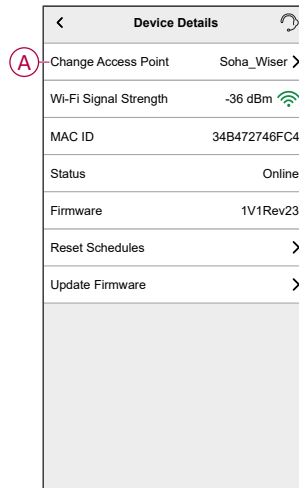 Device Details
A
Change Access Point Soha_Wiser
Wi-Fi Signal Strength -36 dBm
MAC ID 34B472746FC4
Status Online
Firmware 1V1Rev23
Reset Schedules
Update Firmware